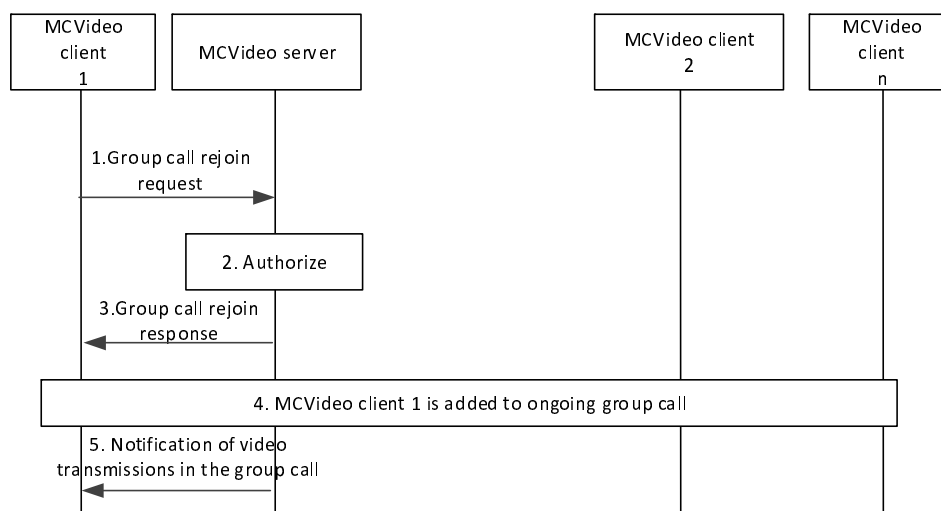 MCVideo
client
1
MCVideo server
MCVideo client
2
MCVideo
client
n
1.Group call rejoin
request
2. Authorize
3.Group call rejoin
response
4. MCVideo client 1 is added to ongoing group call
5. Notification of video
transmissions in the group call